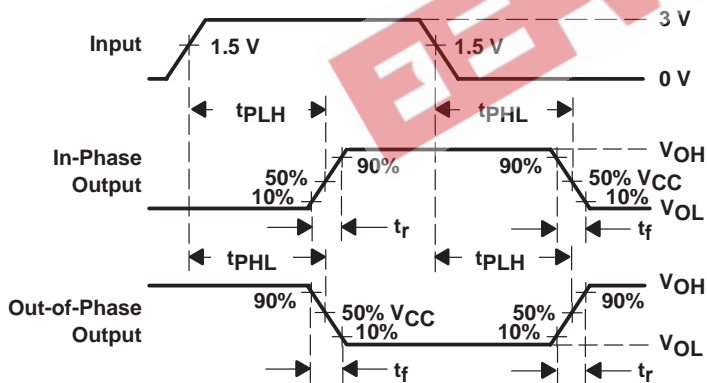 3 V
Input
1.5 V
1.5 V
0 V
tPLH
tPHL
In-Phase
Output
VOH
90%
90%
50%
50% VCC
10%
10%
VOL
tr
tf
tPHL
tPLH
Out-of-Phase
Output
VOH
90%
90%
50% VCC
50%
10%
10%
VOL
tf
tr